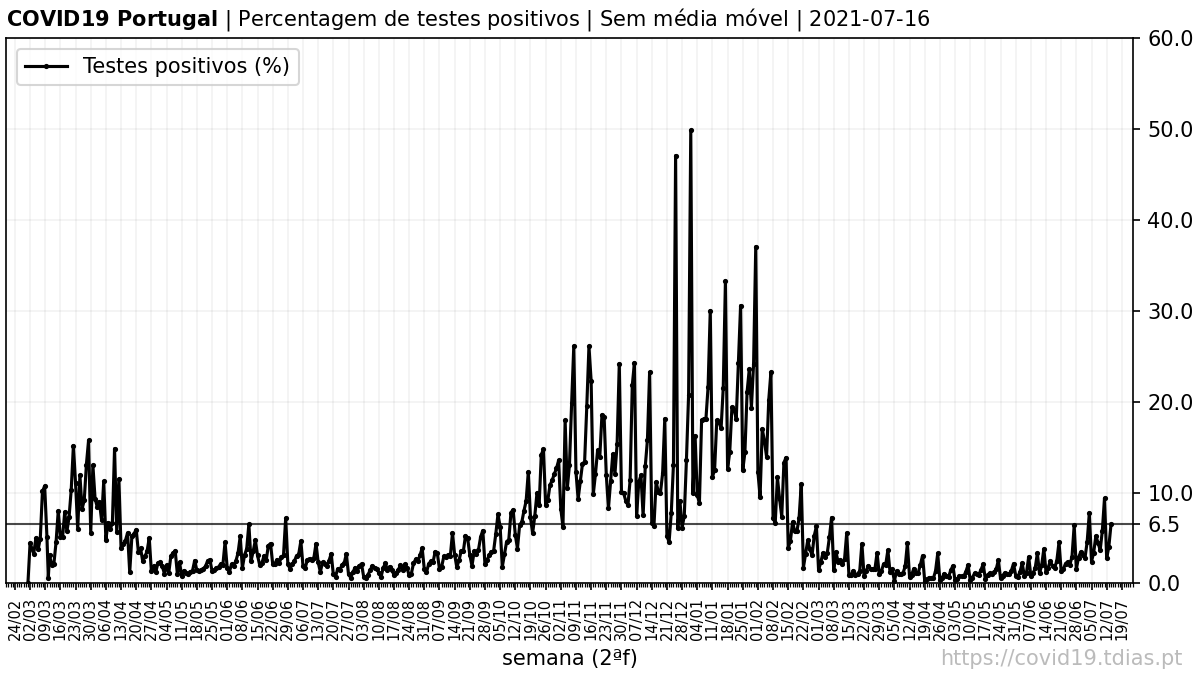 COVID19 Portugal | Percentagem de testes positivos | Sem média móvel | 2021-07-16
Testes positivos (%)
60.0
50.0
40.0
30.0
20.0
10.0
6.5
0.0
24/02 02/03 09/03 16/03 23/03 30/03 06/04 13/04 20/04 27/04 04/05 11/05 18/05 25/05 01/06 08/06 15/06 22/06 29/06 06/07 13/07 20/07 27/07 03/08 10/08 17/08 24/08 31/08 07/09 14/09 21/09 28/09 05/10 12/10 19/10 26/10 02/11 09/11 16/11 23/11 30/11 07/12 14/12 21/12 28/12 04/01 11/01 18/01 25/01 01/02 08/02 15/02 22/02 01/03 08/03 15/03 22/03 29/03 05/04 12/04 19/04 26/04 03/05 10/05 17/05 24/05 31/05 07/06 14/06 21/06 28/06 05/07 12/07 19/07
semana (2ªf)
https://covid19.tdias.pt